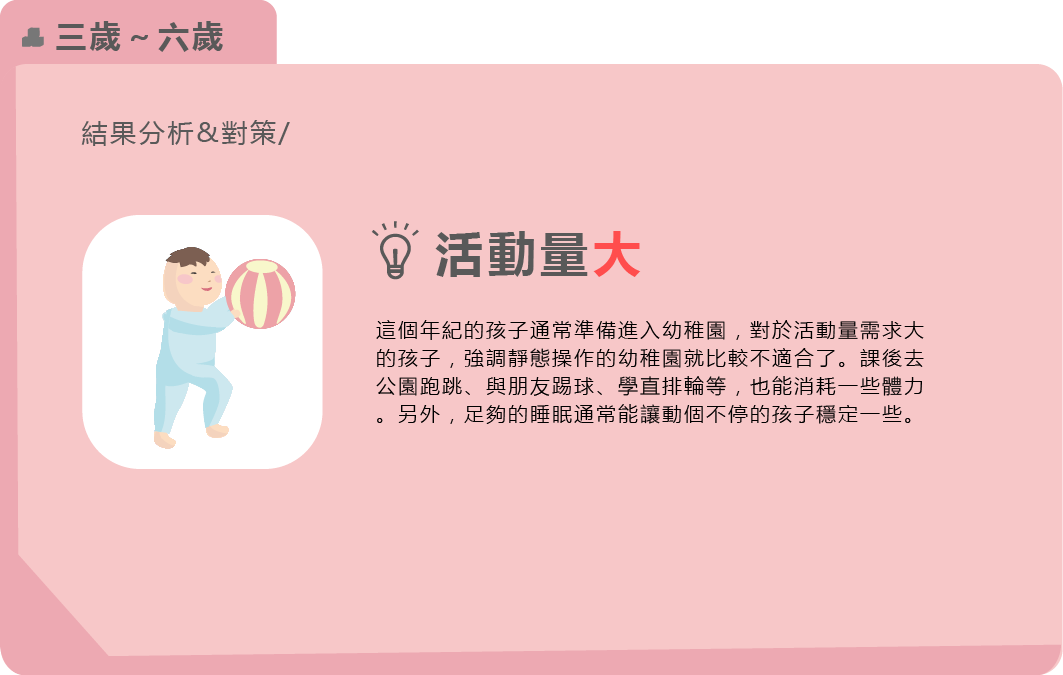 三歲~六歲
結果分析&對策/
活動量大
這個年紀的孩子通常準備進入幼稚園，對於活動量需求大
的孩子，強調靜態操作的幼稚園就比較不適合了。課後去
公園跑跳、與朋友踢球、學直排輪等，也能消耗一些體力
。另外，足夠的睡眠通常能讓動個不停的孩子穩定一些。